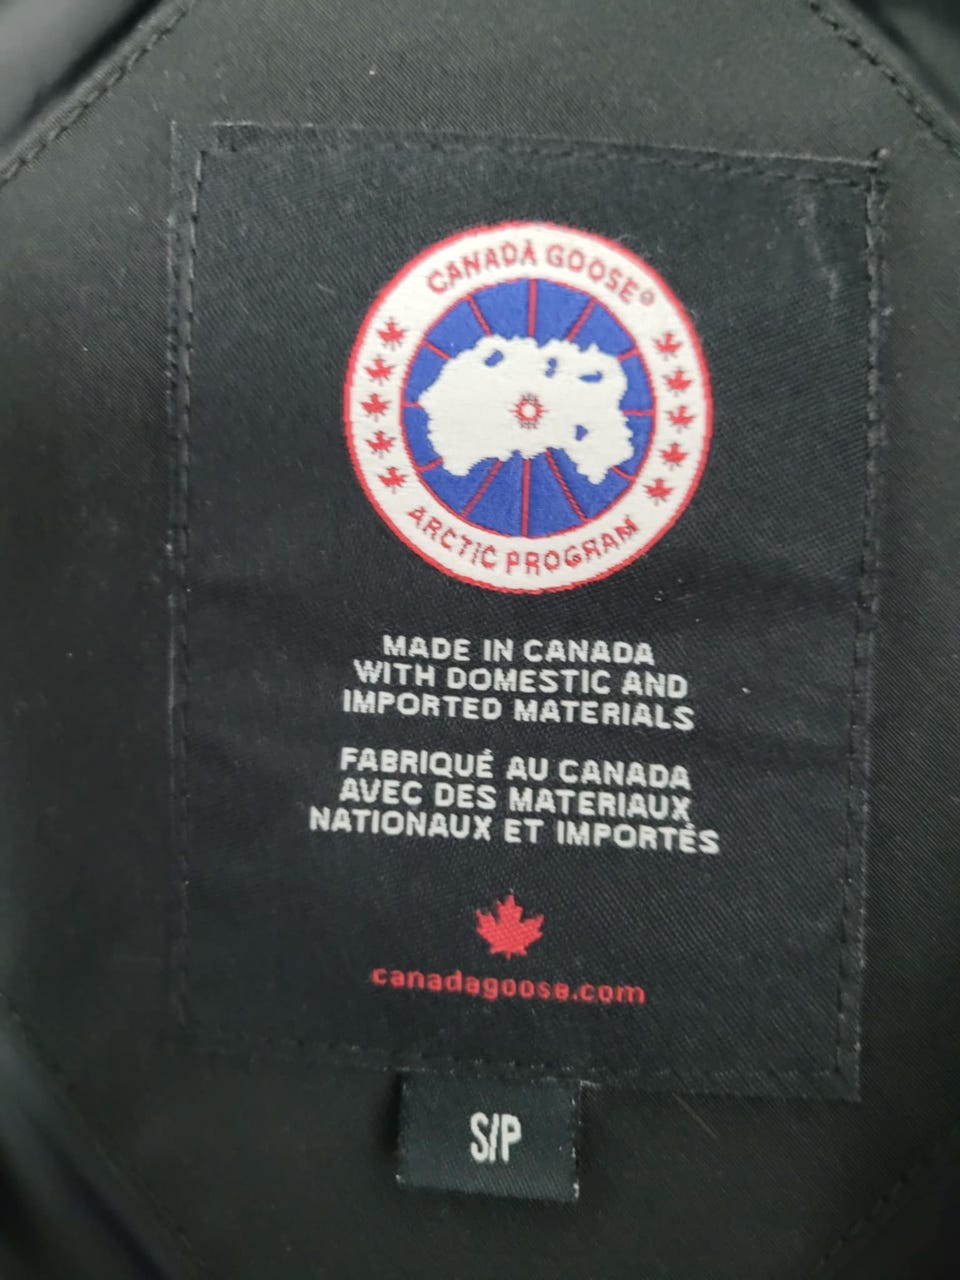 CANADA GOOSE®
ARCTIC PROGRAM
MADE IN CANADA
WITH DOMESTIC AND
IMPORTED MATERIALS
FABRIQUÉ AU CANADA
AVEC DES MATERIAUX
NATIONAUX ET IMPORTÉS
canadagoose.com
S/P